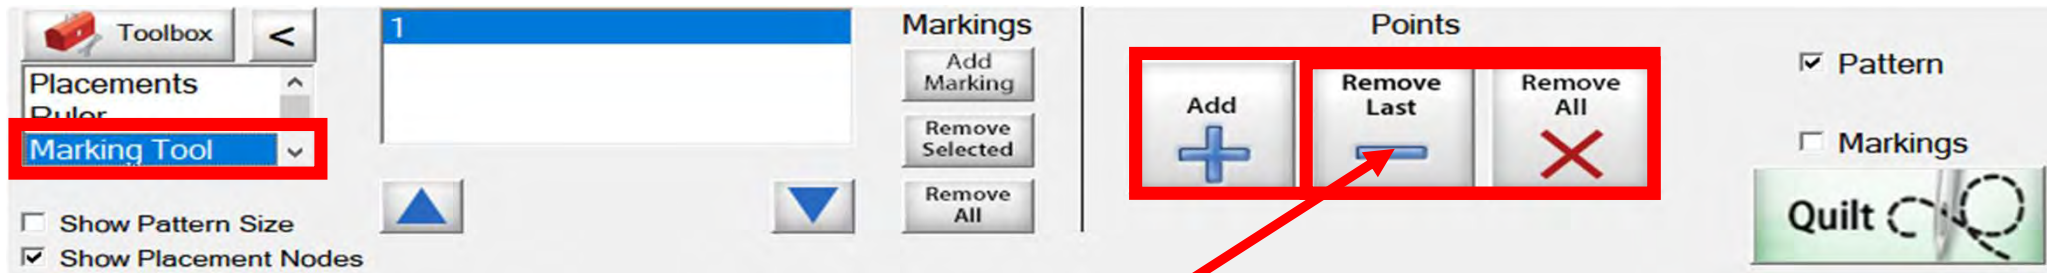 Toolbox
<
Placements
Ruler
Marking Tool
Show Pattern Size
Show Placement Nodes
1
Markings
Add
Marking
Remove
Selected
Remove
All
Points
Add
Remove
Last
Remove
All
Pattern
Markings
Quilt